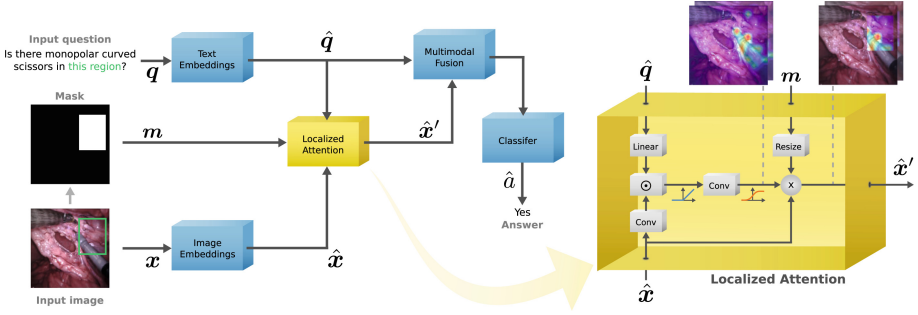 Input question
Is there monopolar curved
scissors in this region?
q
Text
Embeddings
q̂
Multimodal
Fusion
Mask
m
Localized
Attention
x̂′
Classifer
â
Yes
Answer
x
Image
Embeddings
x̂
Input image
q̂
m
Linear
Resize
⊙
Conv
x
x̂′
Conv
x̂
Localized Attention